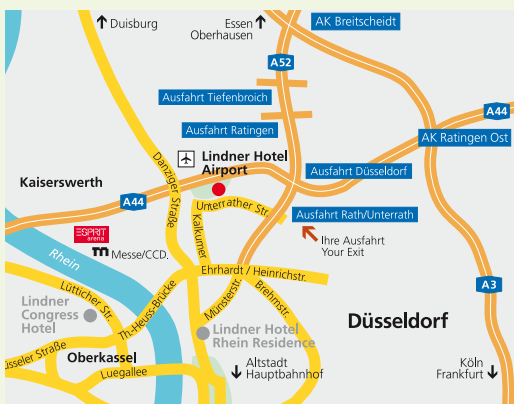 Duisburg
Essen
Oberhausen
AK Breitscheidt
A52
Ausfahrt Tiefenbroich
A44
Ausfahrt Ratingen
AK Ratingen Ost
Lindner Hotel
Airport
Ausfahrt Düsseldorf
Kaiserswerth
A44
Danziger Straße
Unterrather Str.
Kalkumer
Ausfahrt Rath/Unterrath
ESPRIT
arena
Ihre Ausfahrt
Your Exit
Messe/CCD.
Rhein
Ehrhardt / Heinrichstr.
A3
Lütticher Str.
Th-Heuss-Brücke
Münsterstr.
Brehmstr.
Lindner
Congress
Hotel
Lindner Hotel
Rhein Residence
Düsseldorf
üsseler Straße
Oberkassel
Luegallee
Altstadt
Hauptbahnhof
Köln
Frankfurt